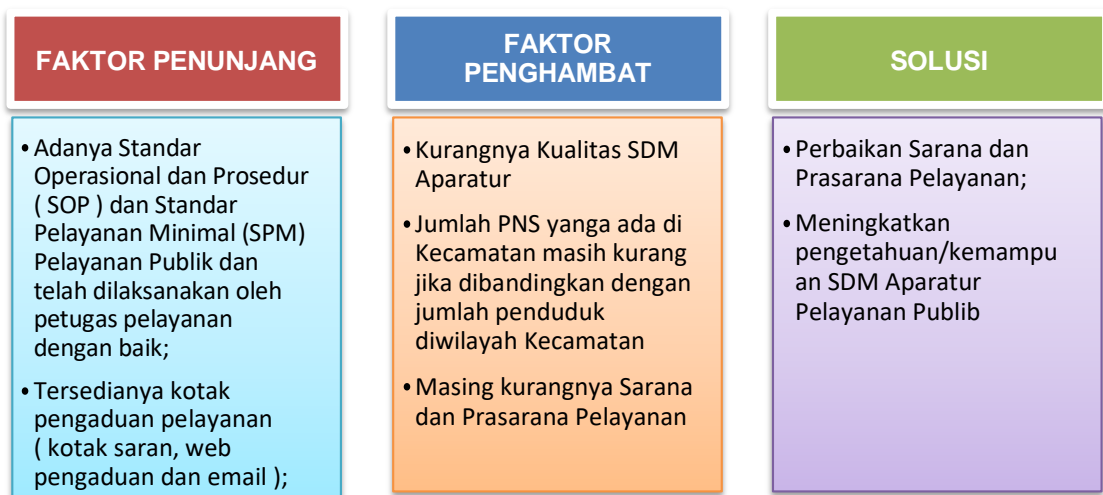 FAKTOR PENUNJANG
• Adanya Standar
Operasional dan Prosedur
( SOP ) dan Standar
Pelayanan Minimal (SPM)
Pelayanan Publik dan
telah dilaksanakan oleh
petugas pelayanan
dengan baik;
• Tersedianya kotak
pengaduan pelayanan
( kotak saran, web
pengaduan dan email );
FAKTOR
PENGHAMBAT
• Kurangnya Kualitas SDM
Aparatur
• Jumlah PNS yanga ada di
Kecamatan masih kurang
jika dibandingkan dengan
jumlah penduduk
diwilayah Kecamatan
• Masing kurangnya Sarana
dan Prasarana Pelayanan
SOLUSI
• Perbaikan Sarana dan
Prasarana Pelayanan;
• Meningkatkan
pengetahuan/kemampu
an SDM Aparatur
Pelayanan Publib